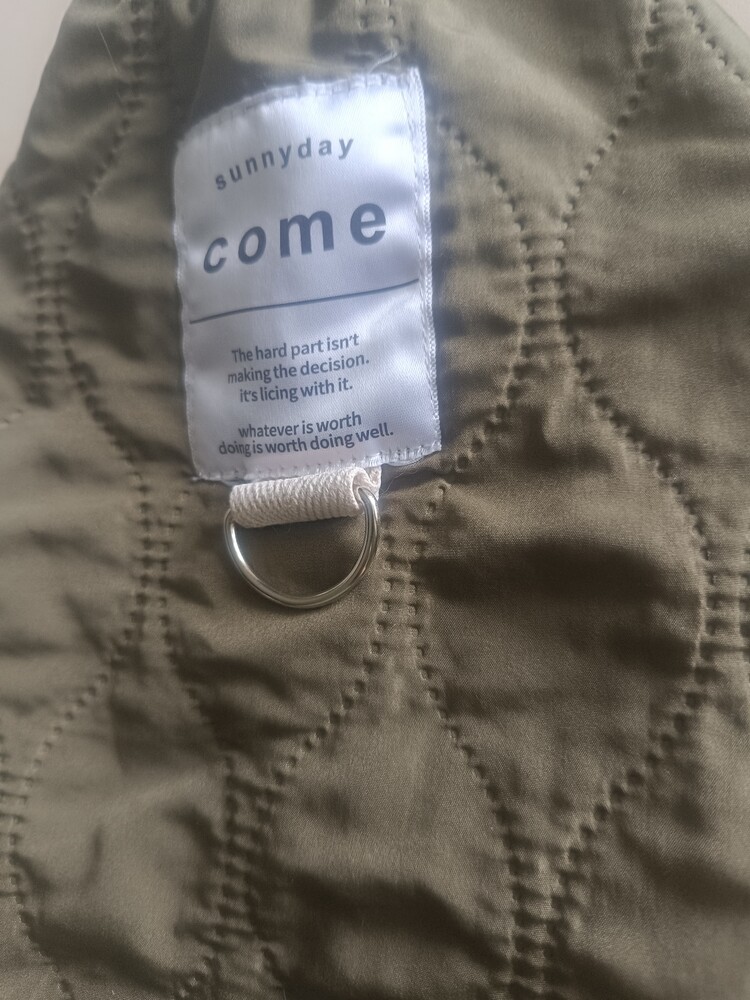 sunnyday
come
The hard part isn't
making the decision.
it's licing with it.
whatever is worth
doing is worth doing well.